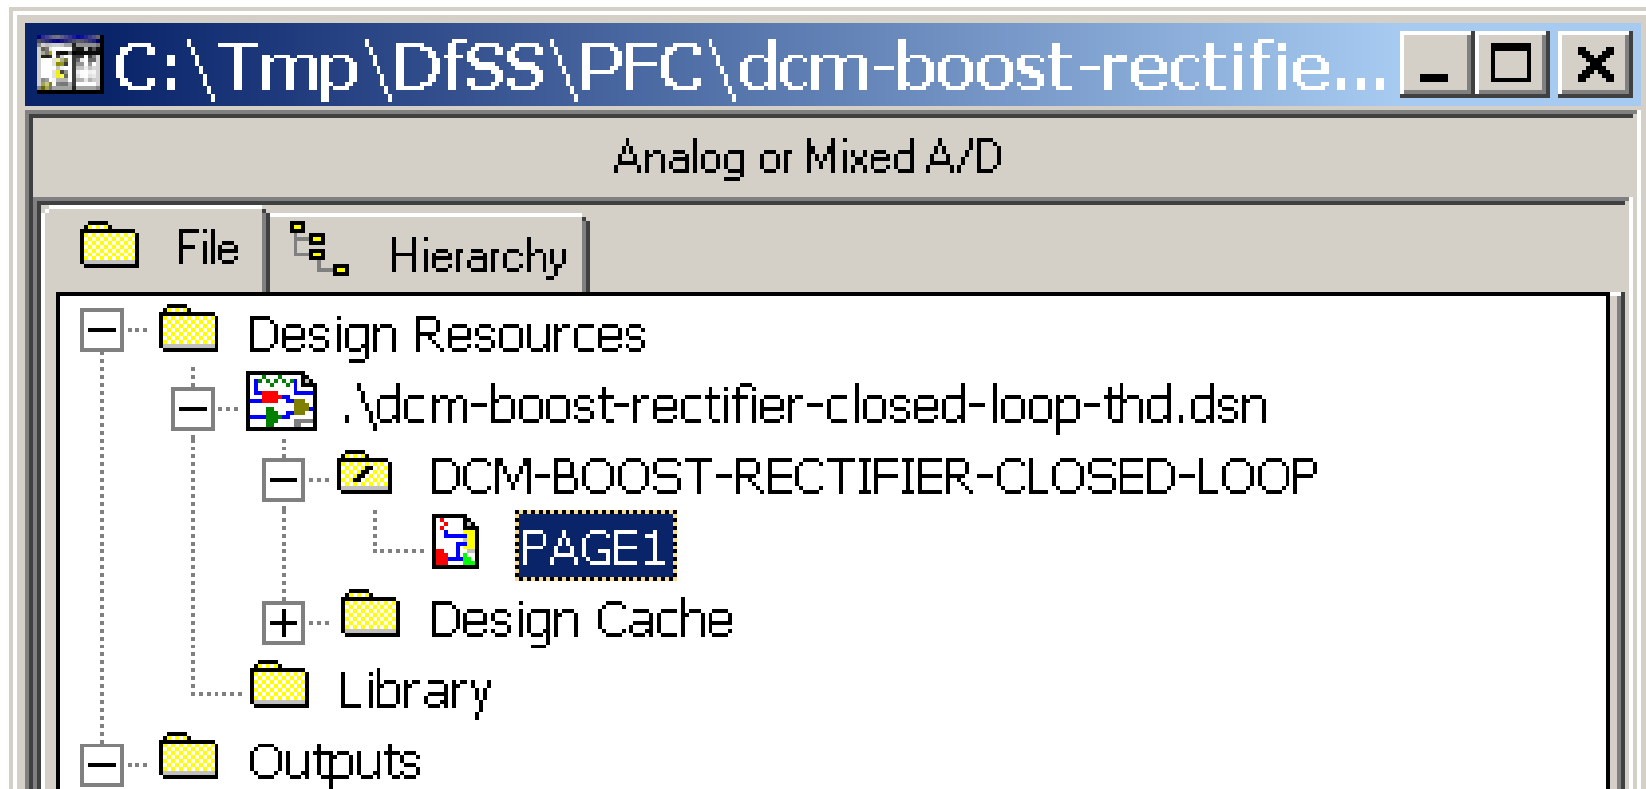 C:\Tmp\DfSS\PFC\dcm-boost-rectifie...
Analog or Mixed A/D
File Hierarchy
Design Resources
.\dcm-boost-rectifier-closed-loop-thd.dsn
DCM-BOOST-RECTIFIER-CLOSED-LOOP
PAGE1
Design Cache
Library
Outputs